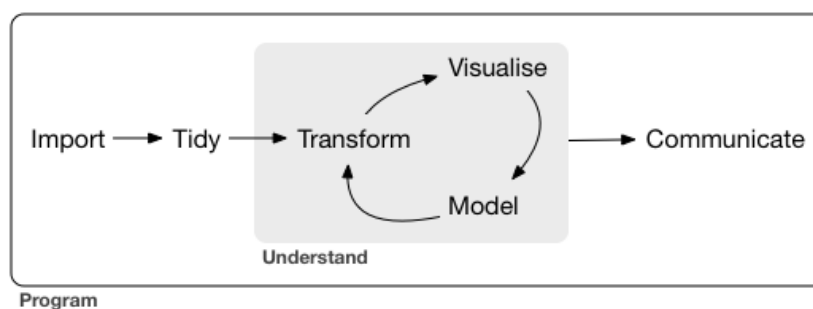 Visualise
Import
Tidy
Transform
Communicate
Model
Understand
Program